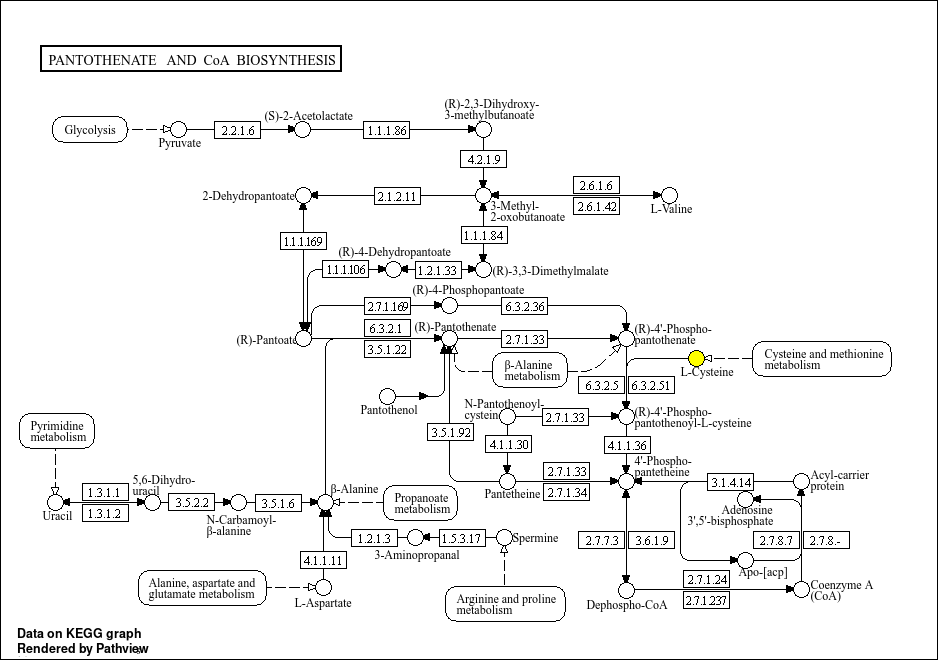 PANTOTHENATE AND CoA BIOSYNTHESIS
Glycolysis
Pyruvate
2.2.1.6
(S)-2-Acetolactate
1.1.1.86
(R)-2,3-Dihydroxy-
3-methylbutanoate
4.2.1.9
2-Dehydropantoate
2.1.2.11
3-Methyl-
2-oxobutanoate
2.6.1.6
2.6.1.42
L-Valine
1.1.1.169
1.1.1.84
(R)-4-Dehydropantoate
1.1.1.106
1.2.1.33
(R)-3,3-Dimethylmalate
(R)-4-Phosphopantoate
2.7.1.169
6.3.2.36
(R)-Pantoate
6.3.2.1
3.5.1.22
(R)-Pantothenate
2.7.1.33
(R)-4'-Phospho-
pantothenate
β-Alanine
metabolism
L-Cysteine
Cysteine and methionine
metabolism
6.3.2.5
6.3.2.51
Pantothenol
N-Pantothenoyl-
cystein
2.7.1.33
(R)-4'-Phospho-
pantothenoyl-L-cysteine
3.5.1.92
4.1.1.30
4.1.1.36
Pyrimidine
metabolism
Pantetheine
2.7.1.33
2.7.1.34
4'-Phospho-
pantetheine
3.1.4.14
Acyl-carrier
protein
Uracil
1.3.1.1
1.3.1.2
5,6-Dihydro-
uracil
3.5.2.2
N-Carbamoyl-
β-alanine
3.5.1.6
β-Alanine
Propanoate
metabolism
Adenosine
3',5'-bisphosphate
1.2.1.3
3-Aminopropanal
1.5.3.17
Spermine
2.7.7.3
3.6.1.9
2.7.8.7
2.7.8.-
4.1.1.11
Apo-[acp]
Alanine, aspartate and
glutamate metabolism
L-Aspartate
Arginine and proline
metabolism
Dephospho-CoA
2.7.1.24
2.7.1.237
Coenzyme A
(CoA)
Data on KEGG graph
Rendered by Pathview